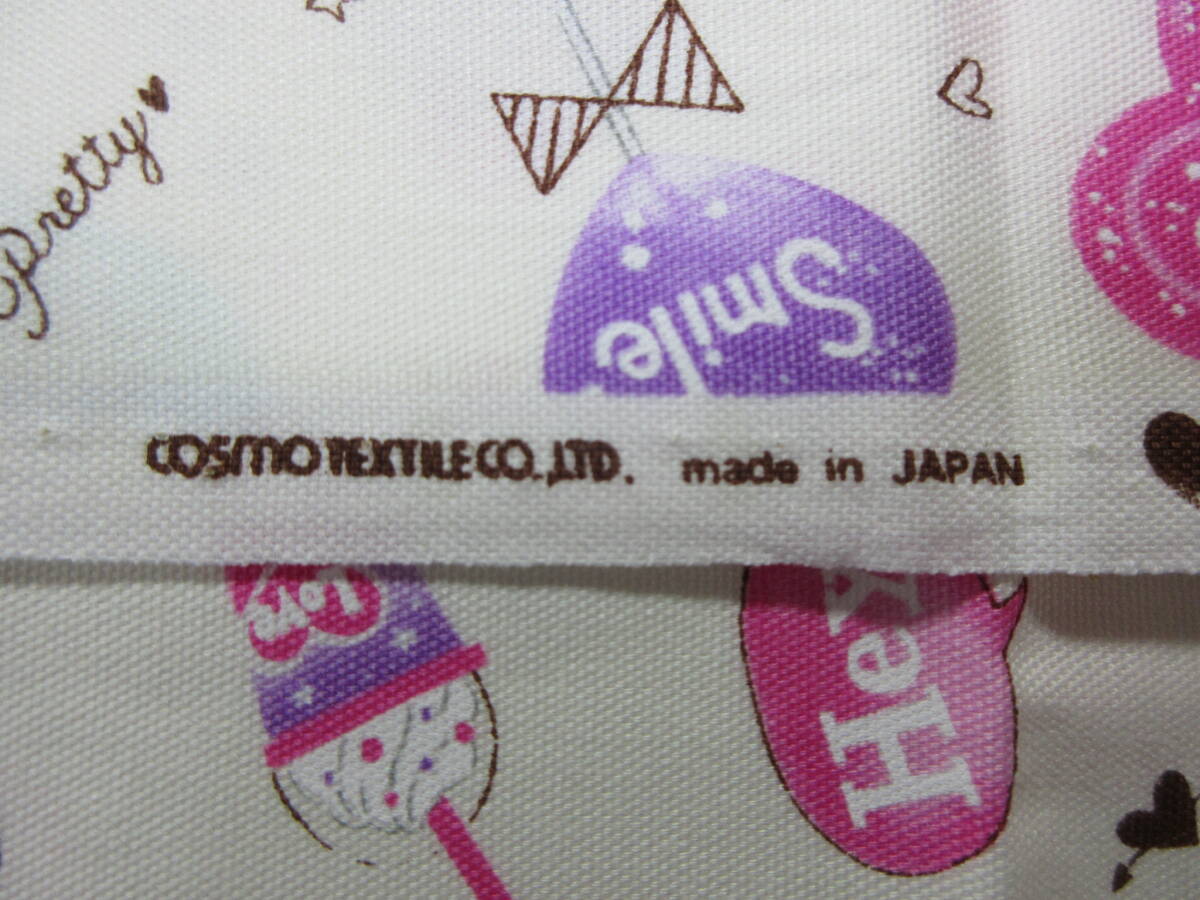 Pretty
Smile
COSMO TEXTILE CO.,LTD. made in JAPAN
Hey